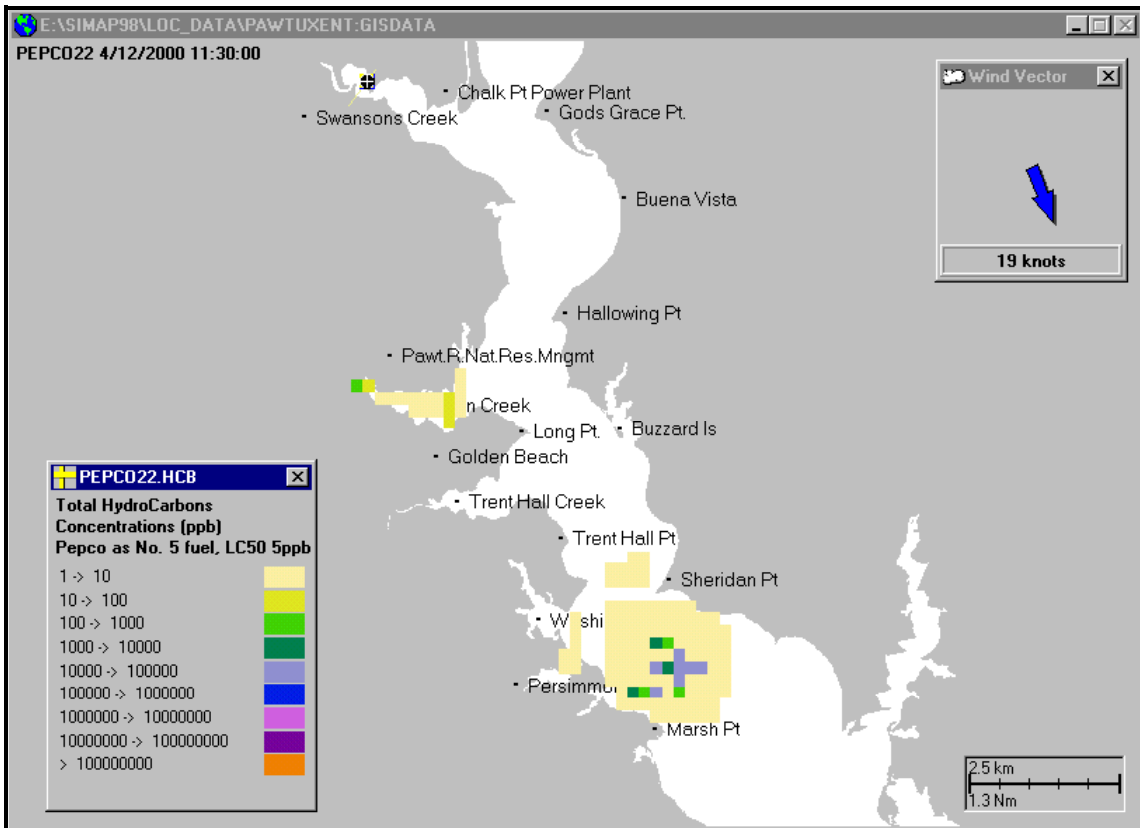 E:\SIMAP98\LOC_DATA\PAWTUXENT:GISDATA
PEPCO22 4/12/2000 11:30:00
Wind Vector
19 knots
Chalk Pt Power Plant
Swansons Creek
Gods Grace Pt.
Buena Vista
Hallowing Pt
Pawt.R.Nat.Res.Mngmt
n Creek
Long Pt.
Buzzard Is
Golden Beach
Trent Hall Creek
Trent Hall Pt
Sheridan Pt
Persimmo
Marsh Pt
PEPCO22.HCB
Total HydroCarbons
Concentrations (ppb)
Pepco as No. 5 fuel, LC50 5ppb
1 -> 10
10 -> 100
100 -> 1000
1000 -> 10000
10000 -> 100000
100000 -> 1000000
1000000 -> 10000000
10000000 -> 100000000
> 100000000
2.5 km
1.3 Nm